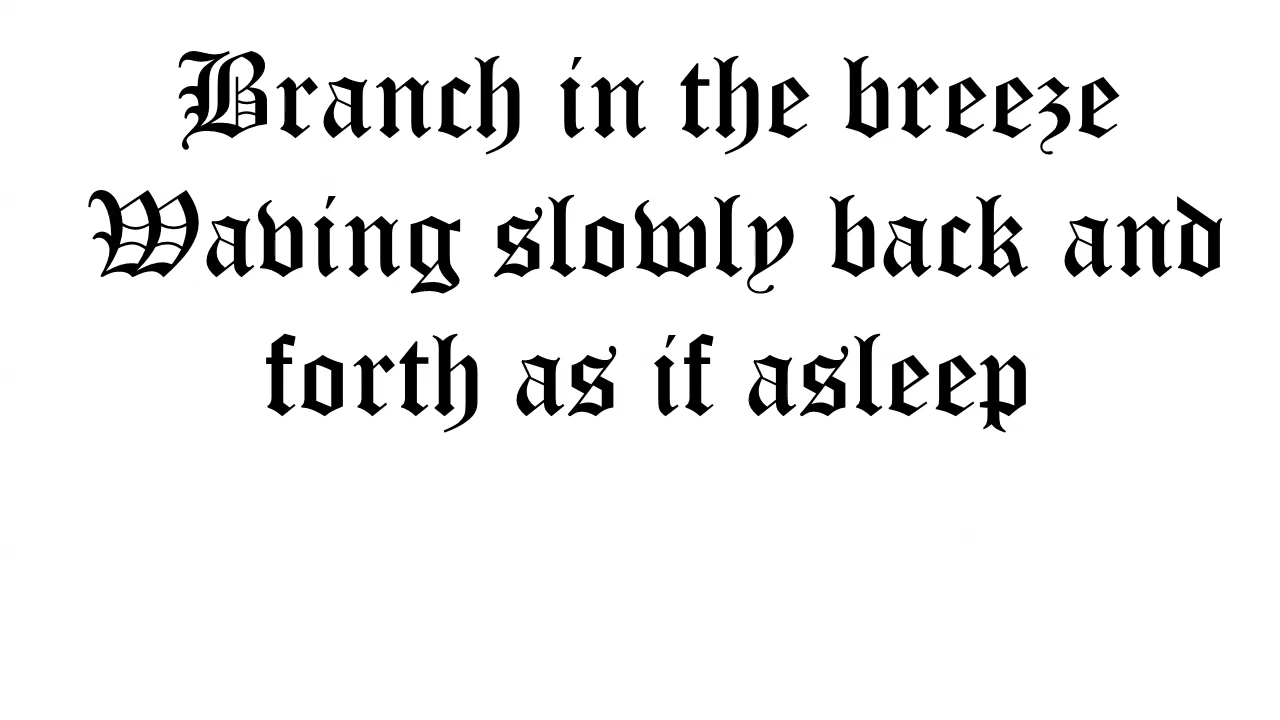 Branch in the breeze
Waving slowly back and
forth as if asleep